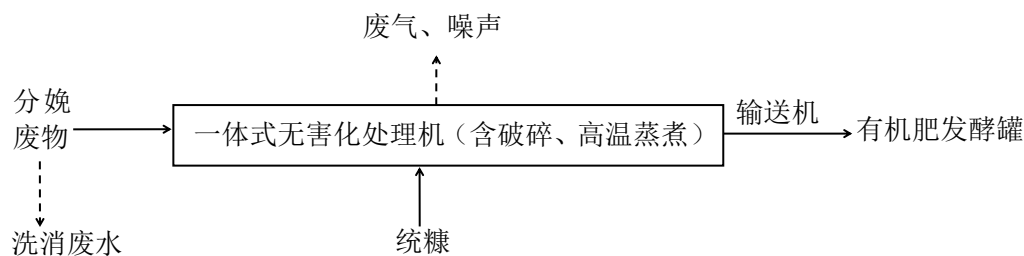 废气、噪声
分娩
废物
一体式无害化处理机（含破碎、高温蒸煮）
输送机
有机肥发酵罐
洗消废水
统糠